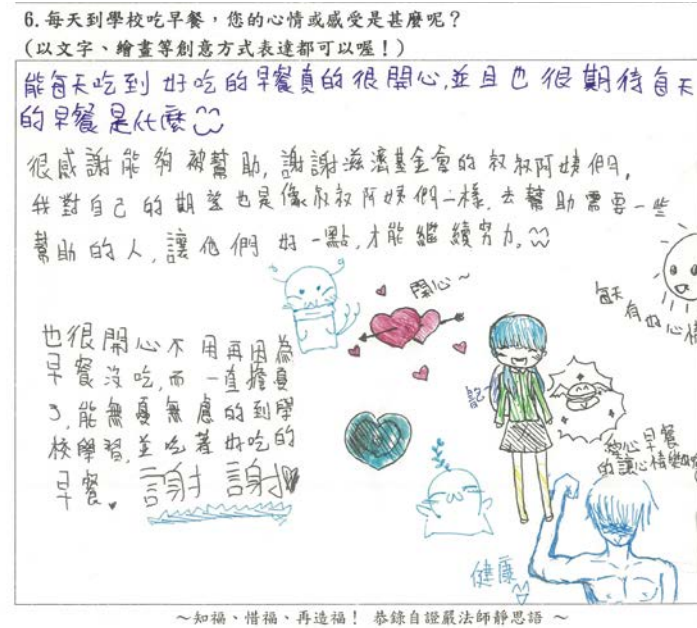 6.每天到學校吃早餐,您的心情或感受是甚麼呢?
(以文字、繪畫等創意方式表達都可以喔!)
能每天吃到好吃的早餐真的很開心,並且也很期待每天
的早餐是什麼
很感謝能夠被幫助,謝謝滋濟基金會的叔叔阿姨們,
我對自己的期望也是像叔叔阿姨們一樣,去幫助需要一些
幫助的人,讓他們好一點,才能繼續努力。
開心~
每天
有好心情
也很開心不用再因為
早餐沒吃,而一直擔憂
了,能無憂無慮的到學
校學習,並吃著好吃的
早餐。謝謝
早餐
的讓心情變
健康
~知福、惜福、再造福! 恭錄自證嚴法師靜思語~